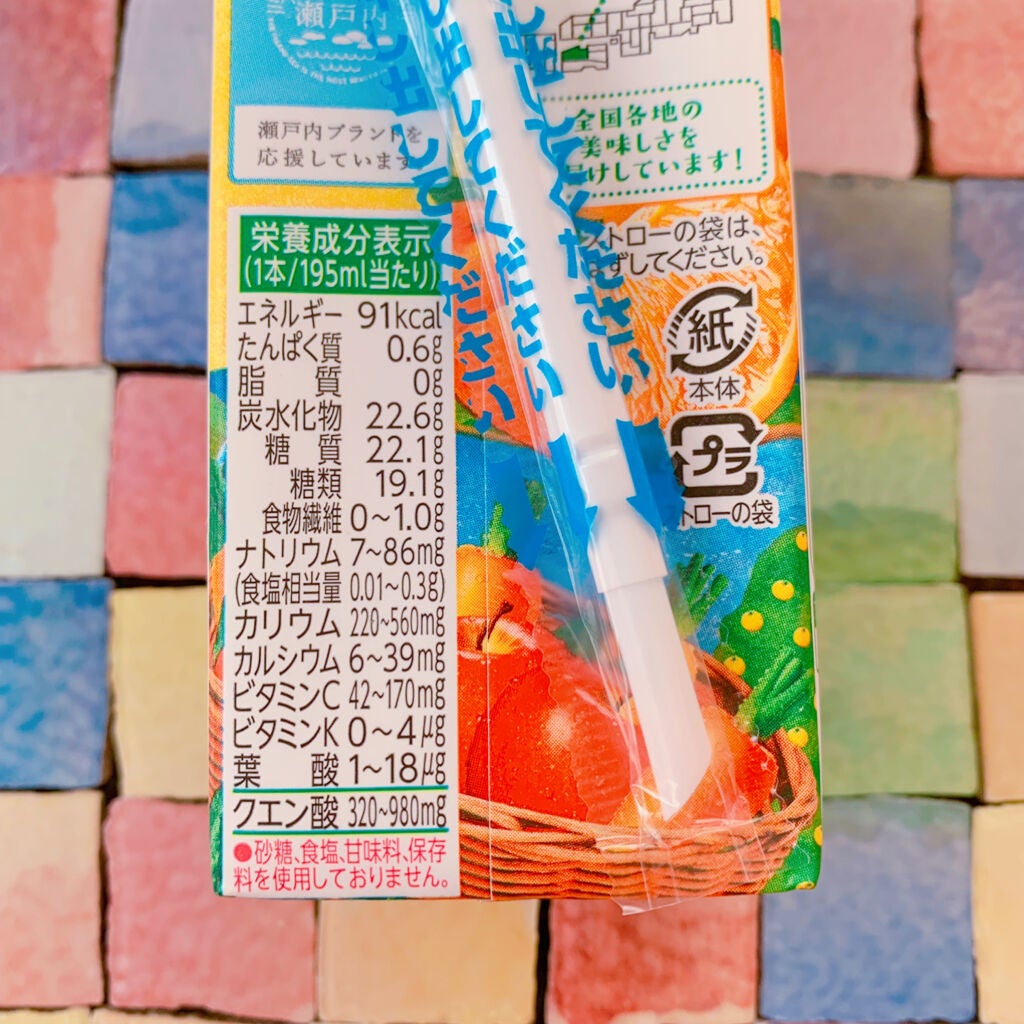 瀬戸内
瀬戸内ブランドを
応援しています
全国各地の
美味しさを
けしています!
栄養成分表示
(1本/195ml当たり)
エネルギー 91kcal
たんぱく質 0.6g
脂質 0g
炭水化物 22.6g
糖質 22.1g
糖類 19.1g
食物繊維 0~1.0g
ナトリウム 7~86mg
(食塩相当量 0.01~0.3g)
カリウム 220~560mg
カルシウム 6~39mg
ビタミンC 42~170mg
ビタミンK 0~4μg
葉酸 1~18μg
クエン酸 320~980mg
●砂糖、食塩、甘味料、保存
料を使用しておりません。
ストローの袋は、
はずしてください。
紙
本体
プラ
トローの袋
出してください
出してください
出してください